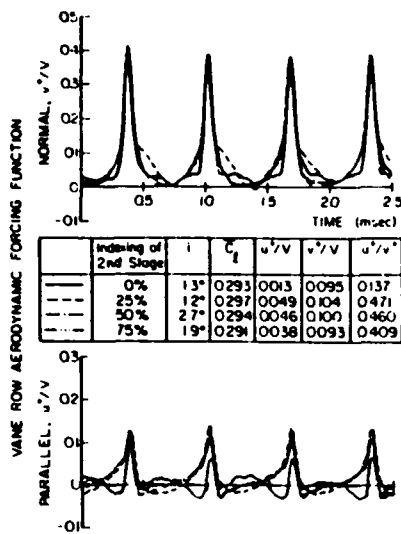 VANE ROW AERODYNAMIC FORCING FUNCTION
NORMAL, v⁺/V
0.5
0.4
0.3
0.2
0.1
0
-0.1
0.5 1.0 1.5 2.0 2.5
TIME (msec)
Indexing of 2nd Stage i C̅ℓ u⁺/V v⁺/V u⁺/v⁺
0% 1.3° 0.293 0.013 0.095 0.137
25% 1.2° 0.297 0.049 0.104 0.471
50% 2.7° 0.294 0.046 0.100 0.460
75% 1.9° 0.291 0.038 0.093 0.409
PARALLEL, u⁺/V
0.3
0.2
0.1
0
-0.1